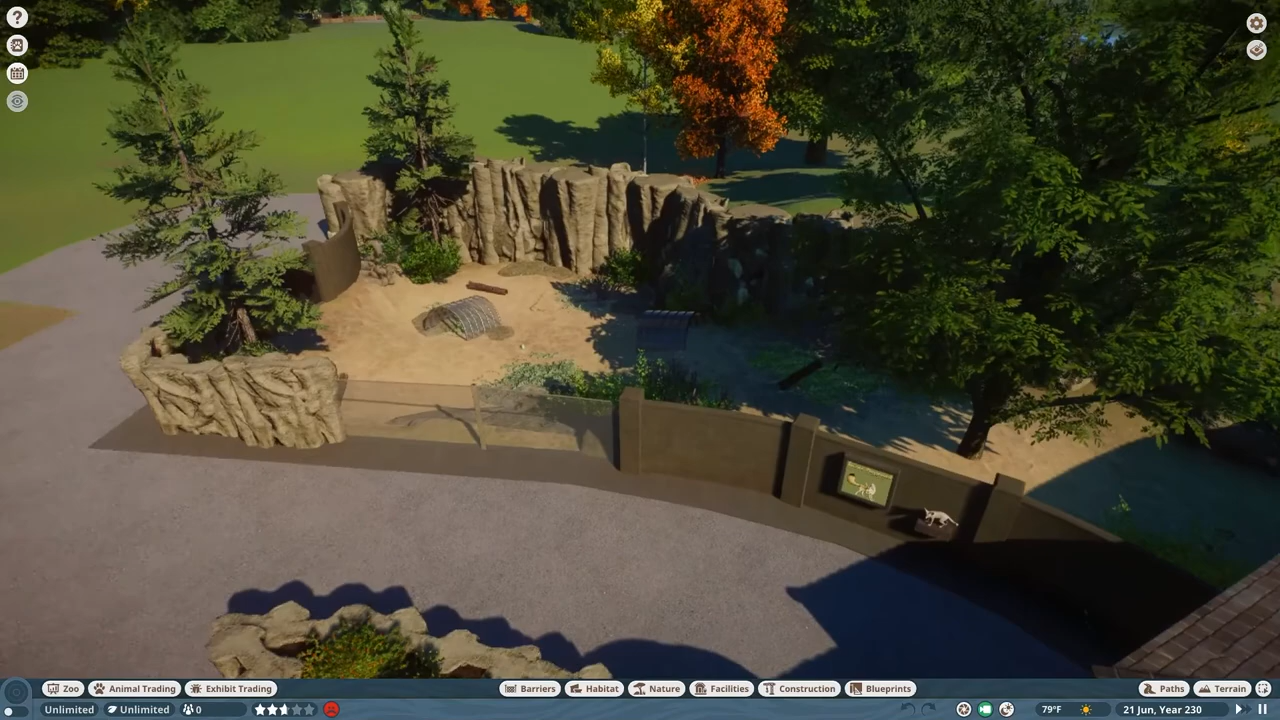 ?
Zoo
Animal Trading
Exhibit Trading
Barriers
Habitat
Nature
Facilities
Construction
Blueprints
Paths
Terrain
Unlimited
Unlimited
0
79°F
21 Jun, Year 230